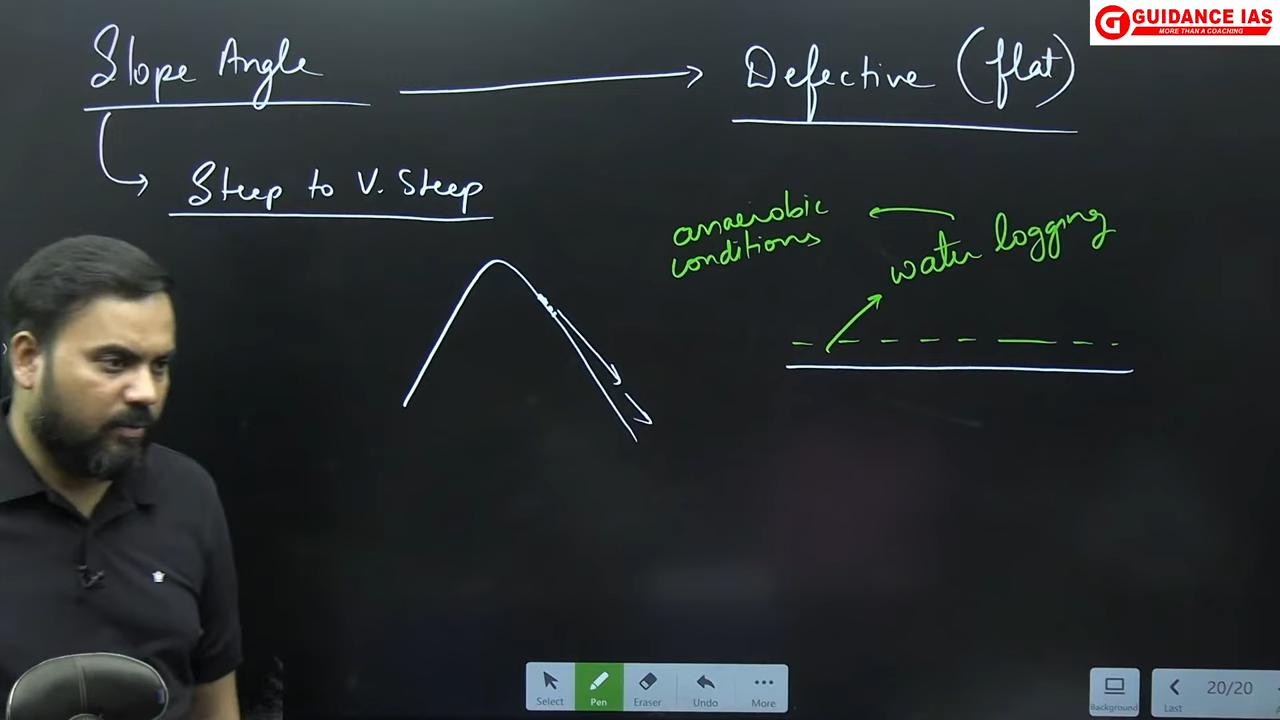 GUIDANCE IAS
MORE THAN A COACHING
Slope Angle
Defective (flat)
Steep to V. Steep
anaerobic
conditions
water logging
Select
Pen
Eraser
Undo
More
Background
Last
20/20